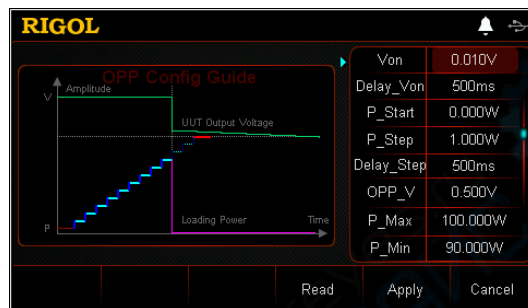 RIGOL
OPP Config Guide
Amplitude
V
UUT Output Voltage
Loading Power
Time
P
Von 0.010V
Delay_Von 500ms
P_Start 0.000W
P_Step 1.000W
Delay_Step 500ms
OPP_V 0.500V
P_Max 100.000W
P_Min 90.000W
Read Apply Cancel